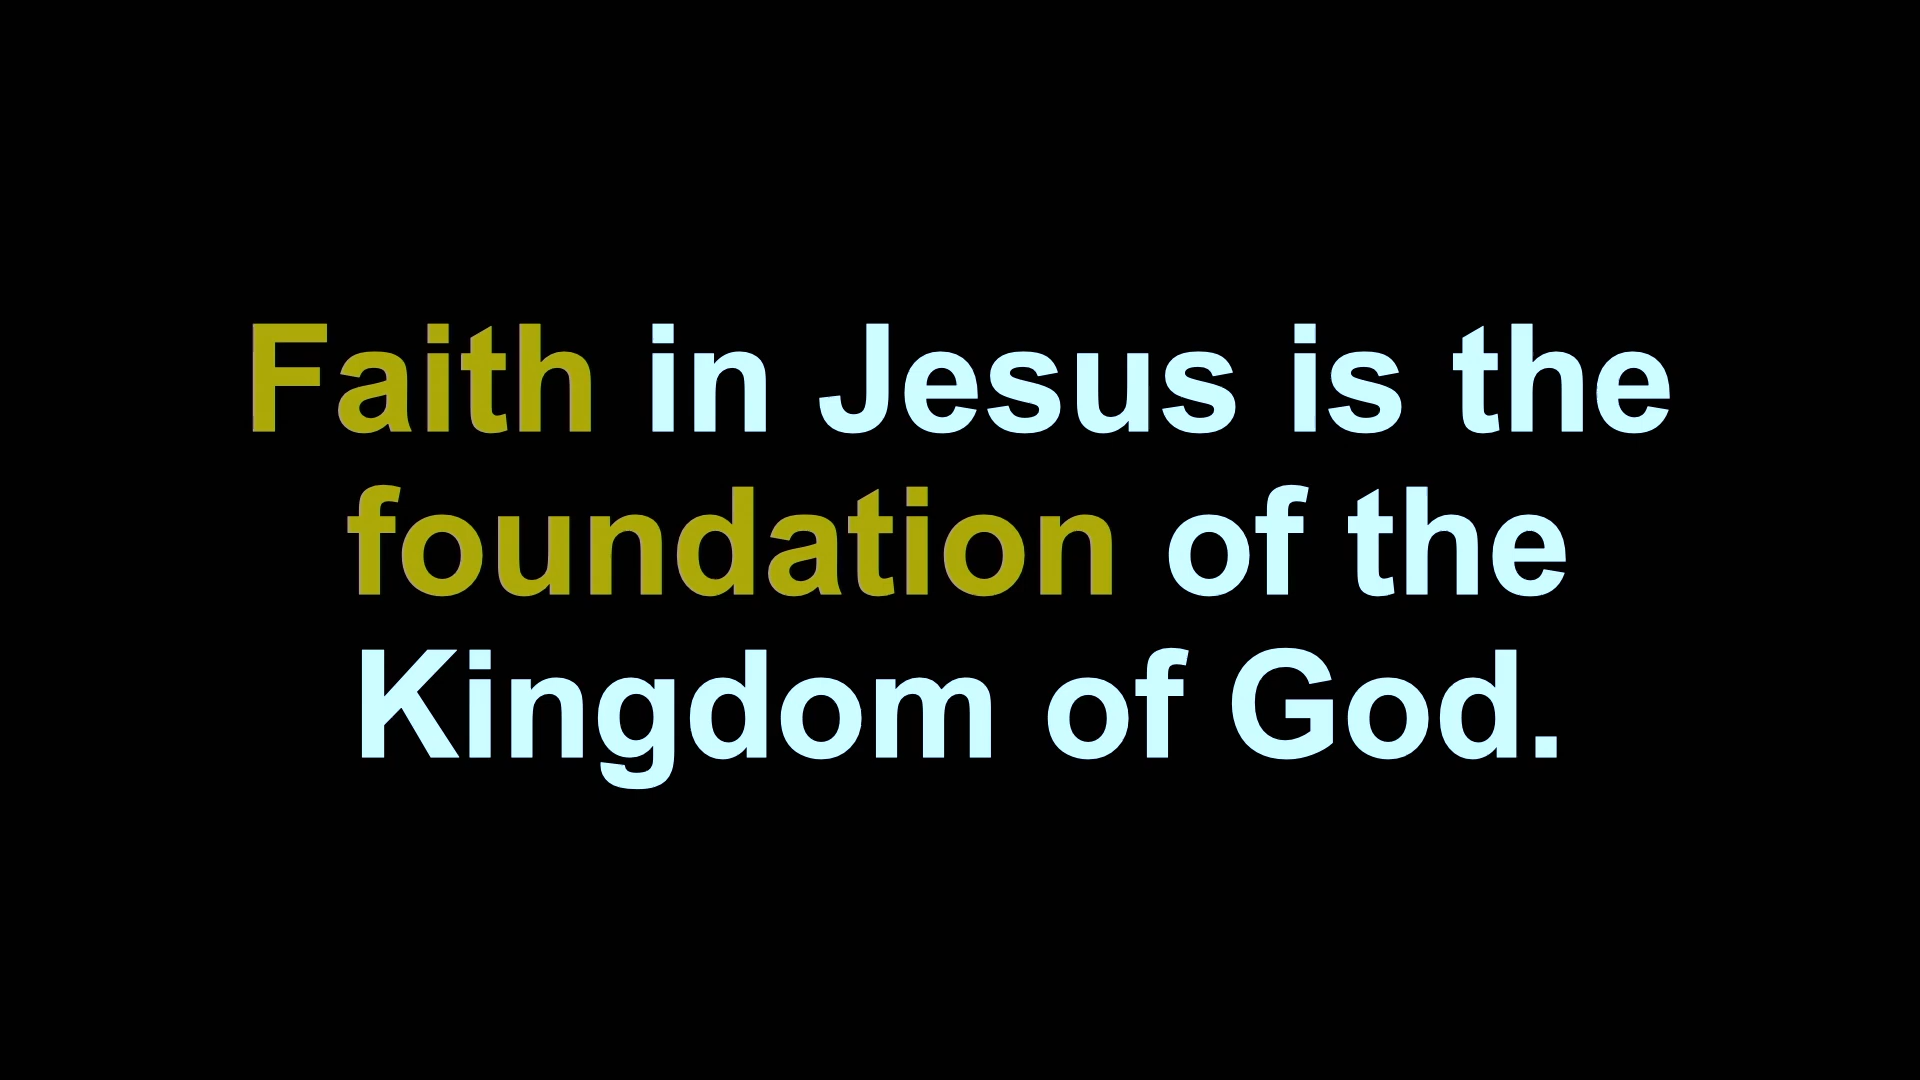 Faith in Jesus is the
foundation of the
Kingdom of God.